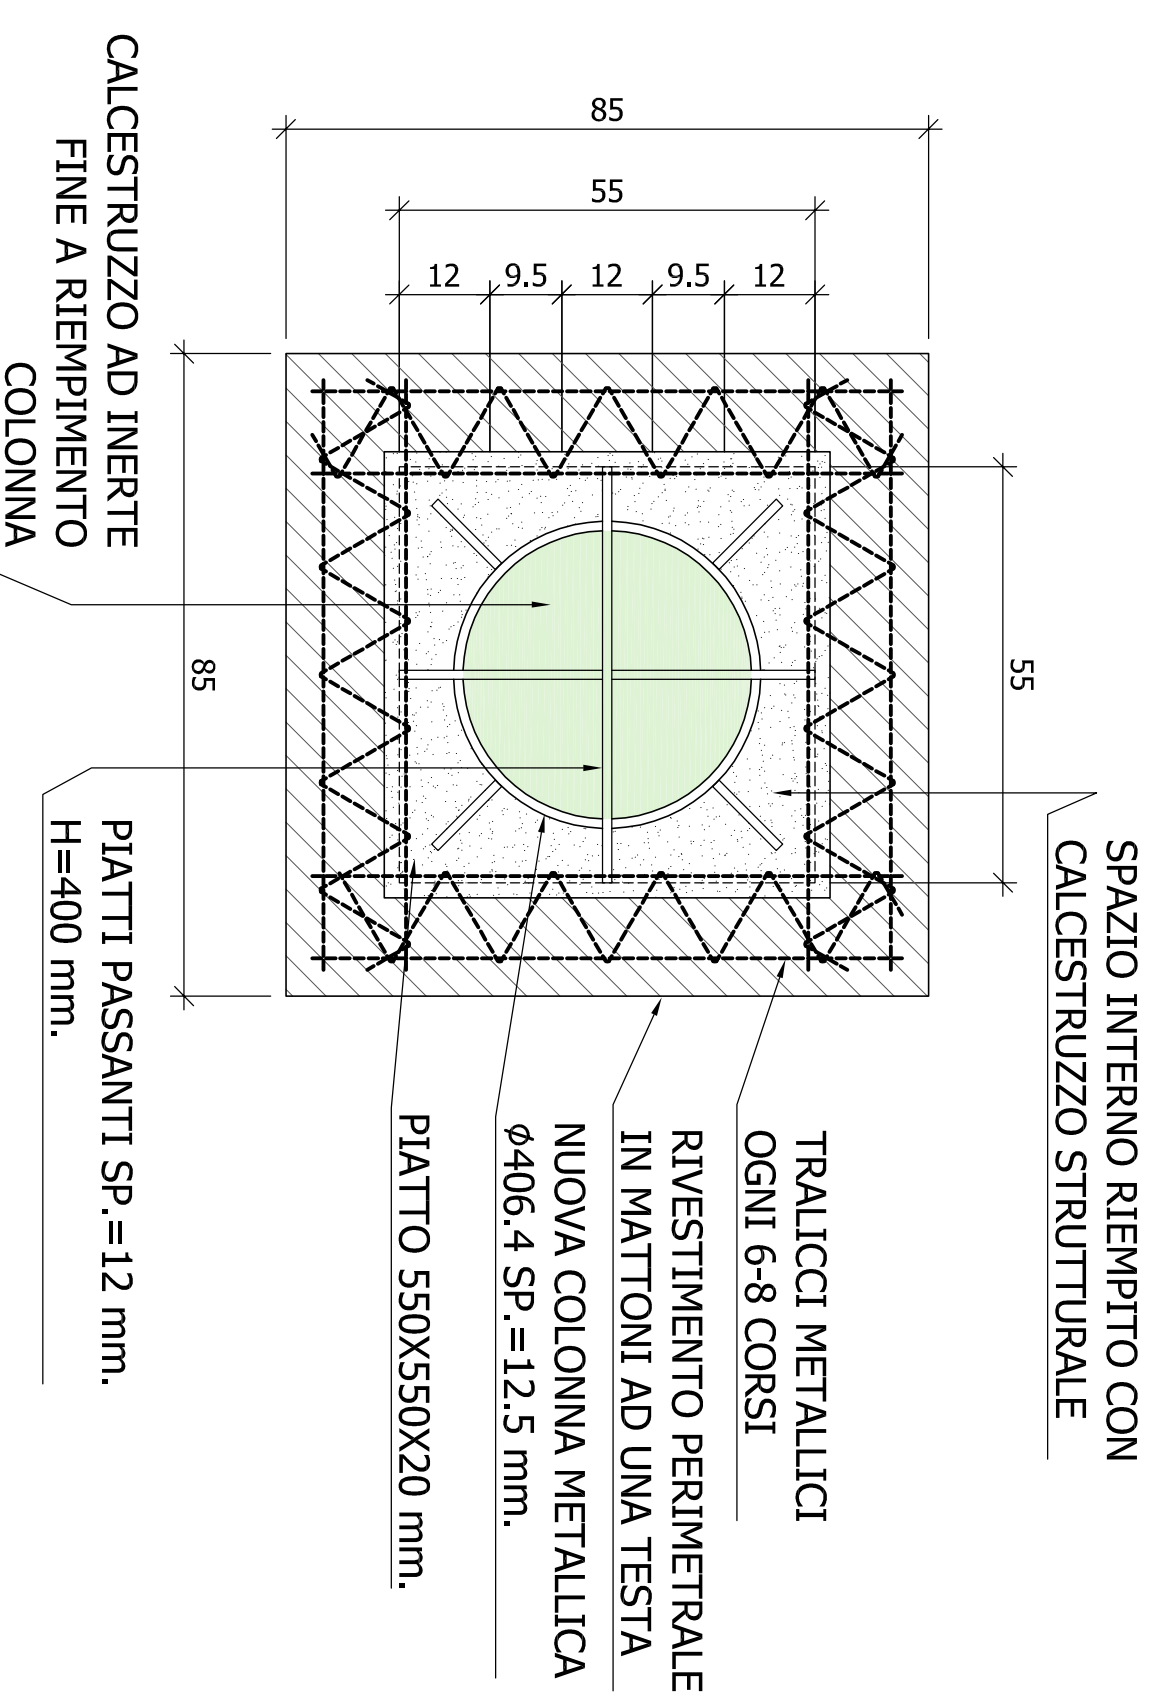 85
55
12
9.5
12
9.5
12
CALCESTRUZZO AD INERTE
FINE A RIEMPIMENTO
COLONNA
85
55
SPAZIO INTERNO RIEMPITO CON
CALCESTRUZZO STRUTTURALE
TRALICCI METALLICI
OGNI 6-8 CORSI
RIVESTIMENTO PERIMETRALE
IN MATTONI AD UNA TESTA
NUOVA COLONNA METALLICA
Ø406.4 SP.=12.5 mm.
PIATTO 550X550X20 mm.
PIATTI PASSANTI SP.=12 mm.
H=400 mm.